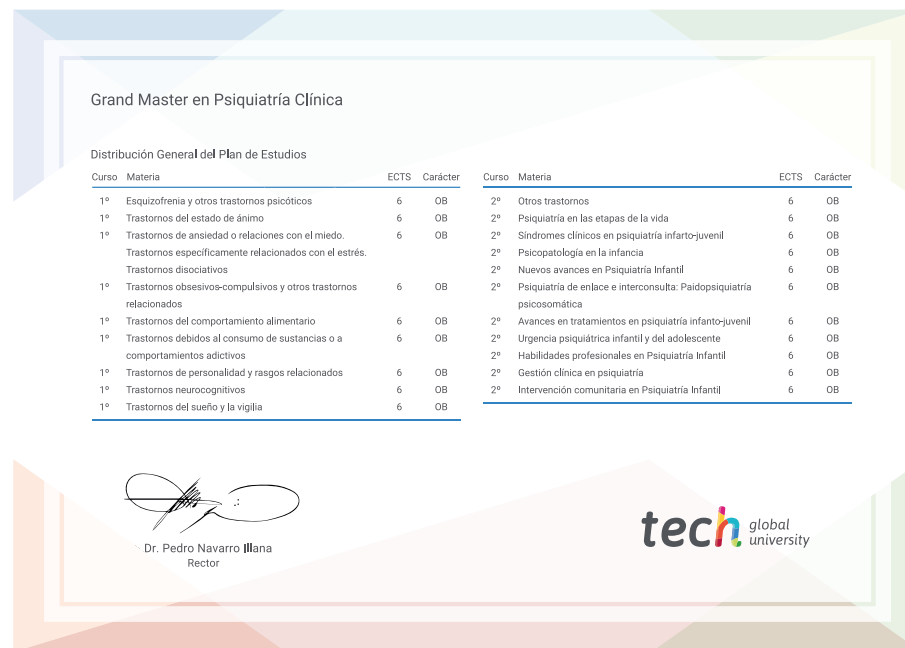 Grand Master en Psiquiatría Clínica
Distribución General del Plan de Estudios
Curso Materia ECTS Carácter
1º Esquizofrenia y otros trastornos psicóticos 6 OB
1º Trastornos del estado de ánimo 6 OB
1º Trastornos de ansiedad o relaciones con el miedo. 6 OB
Trastornos específicamente relacionados con el estrés.
Trastornos disociativos
1º Trastornos obsesivos-compulsivos y otros trastornos 6 OB
relacionados
1º Trastornos del comportamiento alimentario 6 OB
1º Trastornos debidos al consumo de sustancias o a 6 OB
comportamientos adictivos
1º Trastornos de personalidad y rasgos relacionados 6 OB
1º Trastornos neurocognitivos 6 OB
1º Trastornos del sueño y la vigilia 6 OB
Curso Materia ECTS Carácter
2º Otros trastornos 6 OB
2º Psiquiatría en las etapas de la vida 6 OB
2º Síndromes clínicos en psiquiatría infarto-juvenil 6 OB
2º Psicopatología en la infancia 6 OB
2º Nuevos avances en Psiquiatría Infantil 6 OB
2º Psiquiatría de enlace e interconsulta: Paidopsiquiatría 6 OB
psicosomática
2º Avances en tratamientos en psiquiatría infanto-juvenil 6 OB
2º Urgencia psiquiátrica infantil y del adolescente 6 OB
2º Habilidades profesionales en Psiquiatría Infantil 6 OB
2º Gestión clínica en psiquiatría 6 OB
2º Intervención comunitaria en Psiquiatría Infantil 6 OB
Dr. Pedro Navarro Illana
Rector
tech global
university